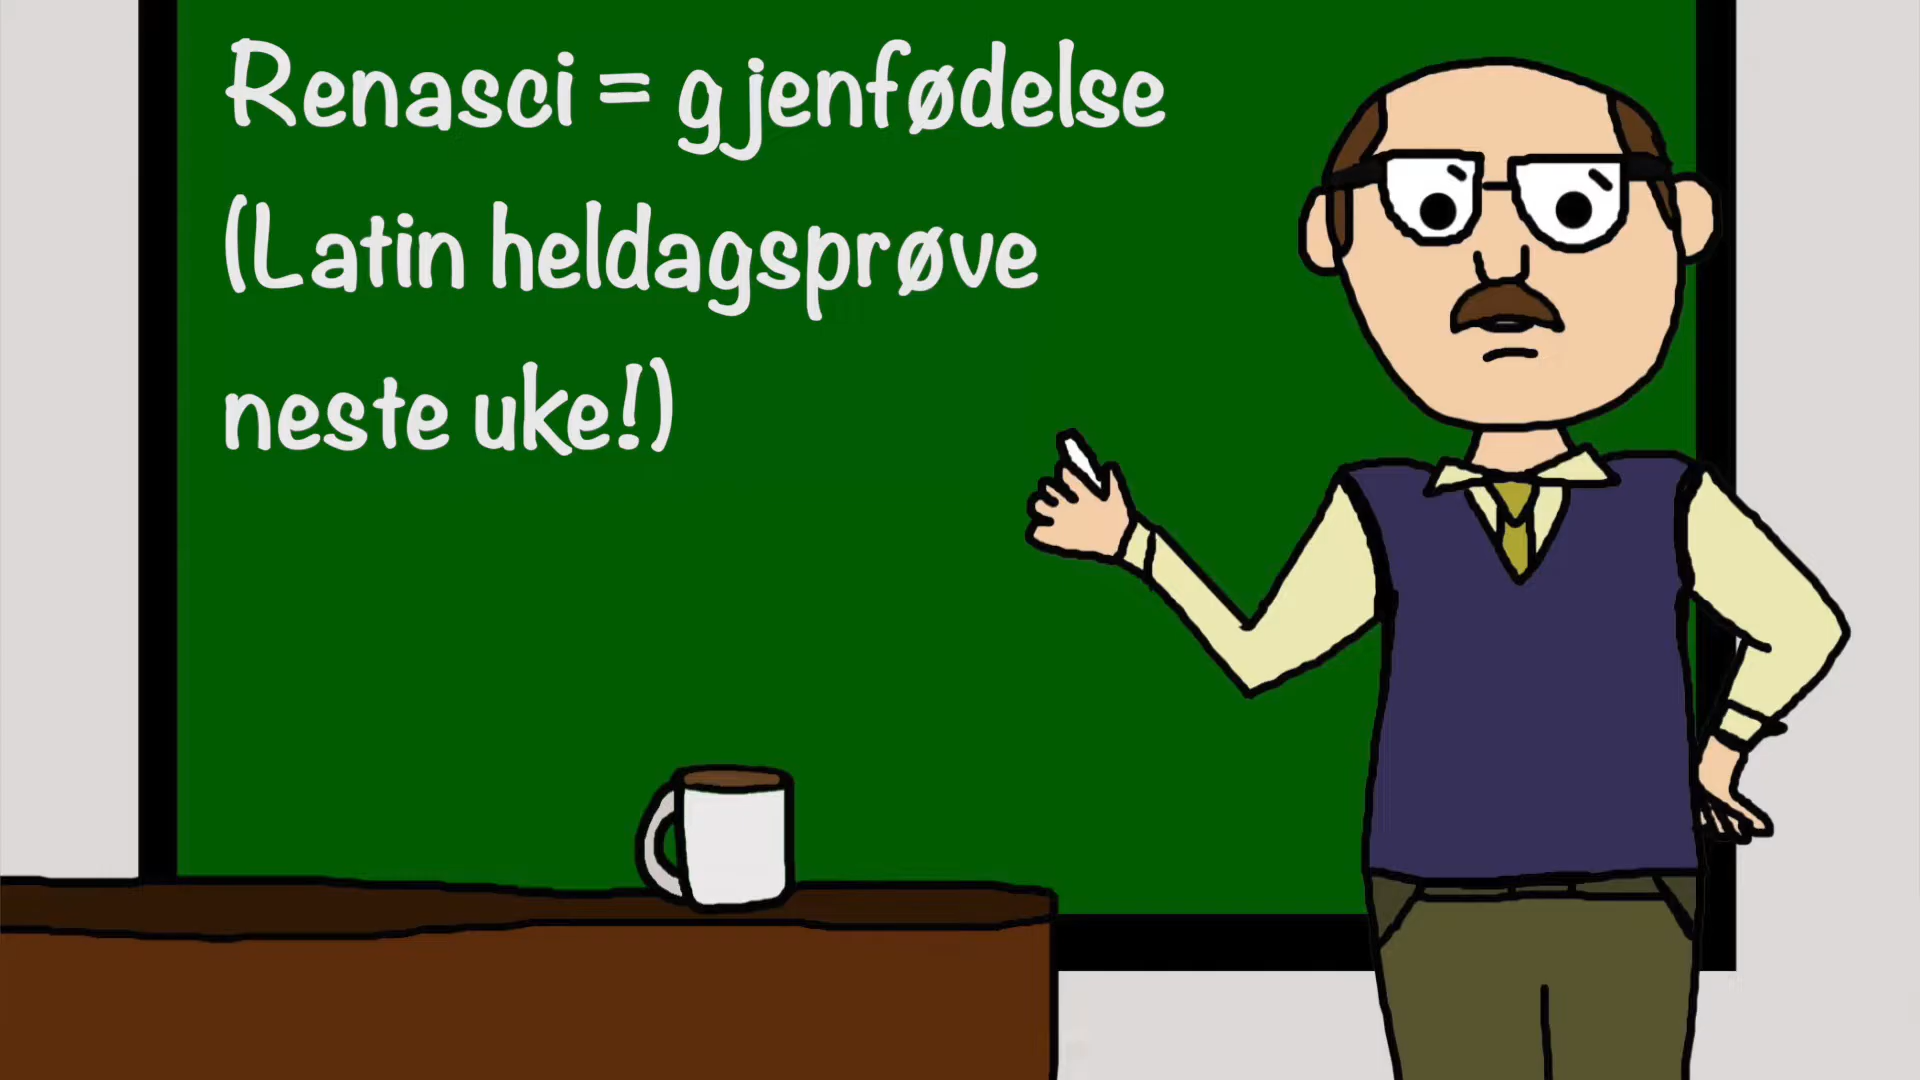 Renasci = gjenfødelse
(Latin heldagsprøve
neste uke!)